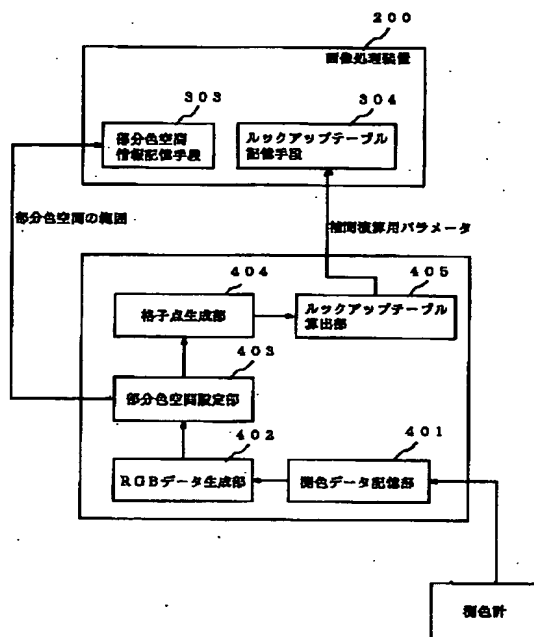 ２００
画像処理装置
３０３
部分色空間
情報記憶手段
３０４
ルックアップテーブル
記憶手段
部分色空間の範囲
補間演算用パラメータ
４０４
格子点生成部
４０５
ルックアップテーブル
算出部
４０３
部分色空間設定部
４０２
ＲＧＢデータ生成部
４０１
測色データ記憶部
測色計